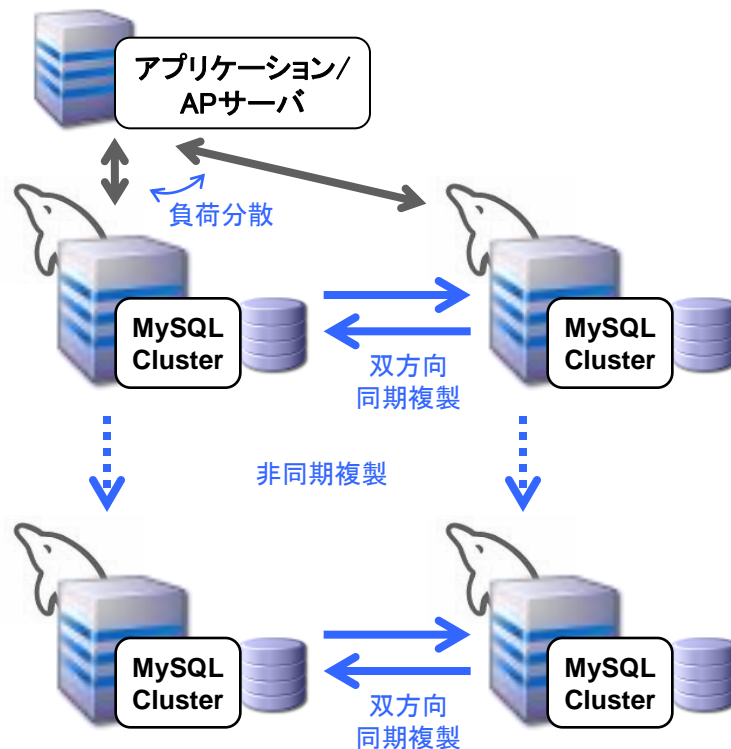 アプリケーション/
APサーバ
負荷分散
MySQL
Cluster
MySQL
Cluster
双方向
同期複製
非同期複製
MySQL
Cluster
MySQL
Cluster
双方向
同期複製